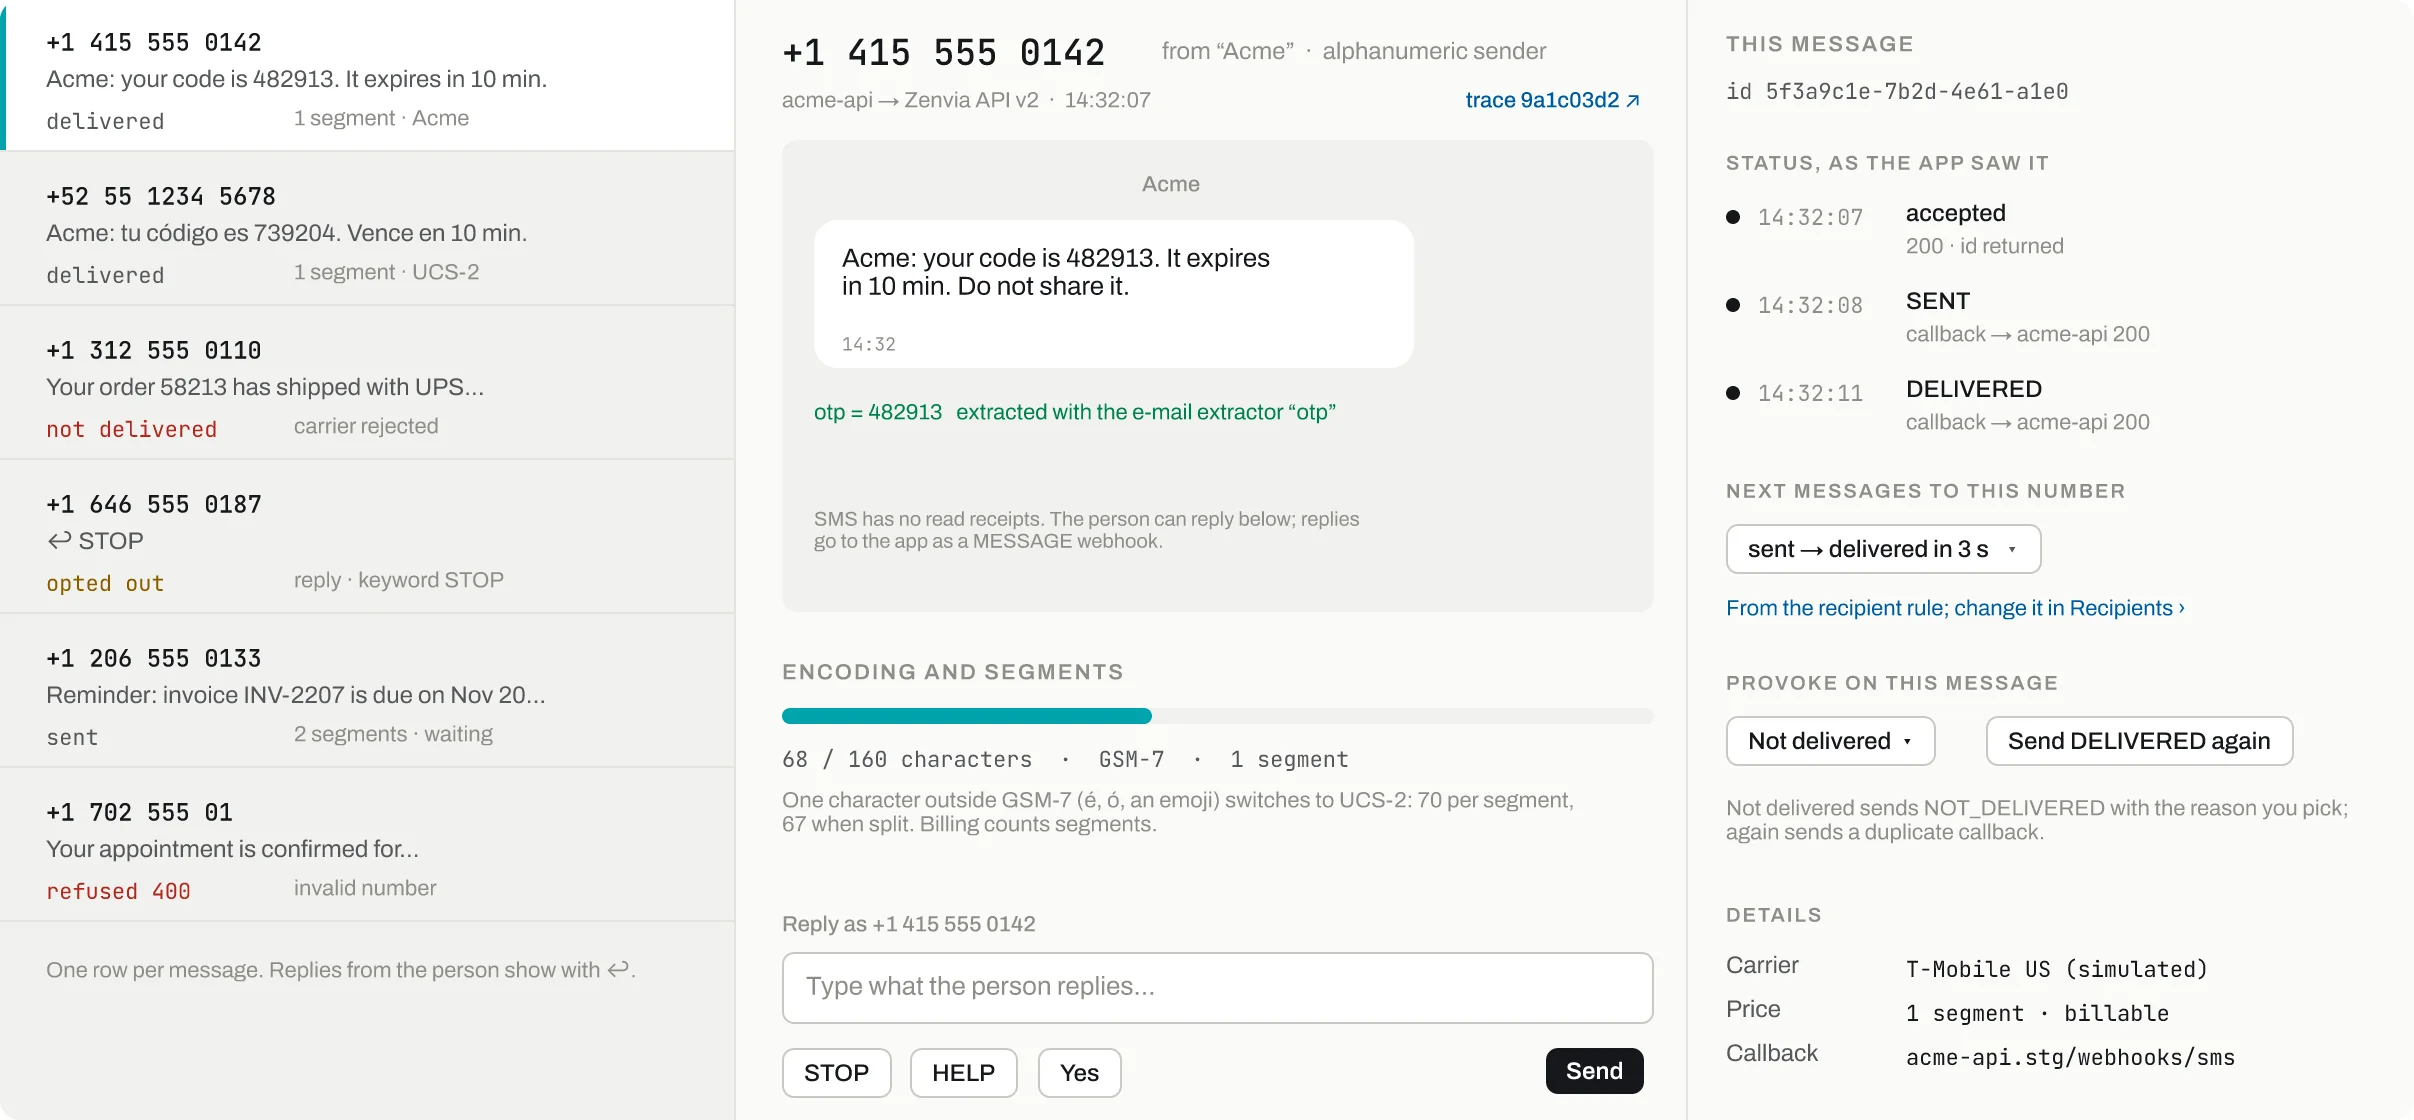 +1 415 555 0142
Acme: your code is 482913. It expires in 10 min.
delivered 1 segment · Acme
+52 55 1234 5678
Acme: tu código es 739204. Vence en 10 min.
delivered 1 segment · UCS-2
+1 312 555 0110
Your order 58213 has shipped with UPS...
not delivered carrier rejected
+1 646 555 0187
↩ STOP
opted out reply · keyword STOP
+1 206 555 0133
Reminder: invoice INV-2207 is due on Nov 20...
sent 2 segments · waiting
+1 702 555 01
Your appointment is confirmed for...
refused 400 invalid number
One row per message. Replies from the person show with ↩.
+1 415 555 0142 from “Acme” · alphanumeric sender
acme-api → Zenvia API v2 · 14:32:07 trace 9a1c03d2 ↗
Acme
Acme: your code is 482913. It expires
in 10 min. Do not share it.
14:32
otp = 482913 extracted with the e-mail extractor “otp”
SMS has no read receipts. The person can reply below; replies
go to the app as a MESSAGE webhook.
ENCODING AND SEGMENTS
68 / 160 characters · GSM-7 · 1 segment
One character outside GSM-7 (é, ó, an emoji) switches to UCS-2: 70 per segment,
67 when split. Billing counts segments.
Reply as +1 415 555 0142
Type what the person replies...
STOP HELP Yes Send
THIS MESSAGE
id 5f3a9c1e-7b2d-4e61-a1e0
STATUS, AS THE APP SAW IT
14:32:07 accepted
200 · id returned
14:32:08 SENT
callback → acme-api 200
14:32:11 DELIVERED
callback → acme-api 200
NEXT MESSAGES TO THIS NUMBER
sent → delivered in 3 s ▾
From the recipient rule; change it in Recipients ›
PROVOKE ON THIS MESSAGE
Not delivered ▾ Send DELIVERED again
Not delivered sends NOT_DELIVERED with the reason you pick;
again sends a duplicate callback.
DETAILS
Carrier T-Mobile US (simulated)
Price 1 segment · billable
Callback acme-api.stg/webhooks/sms